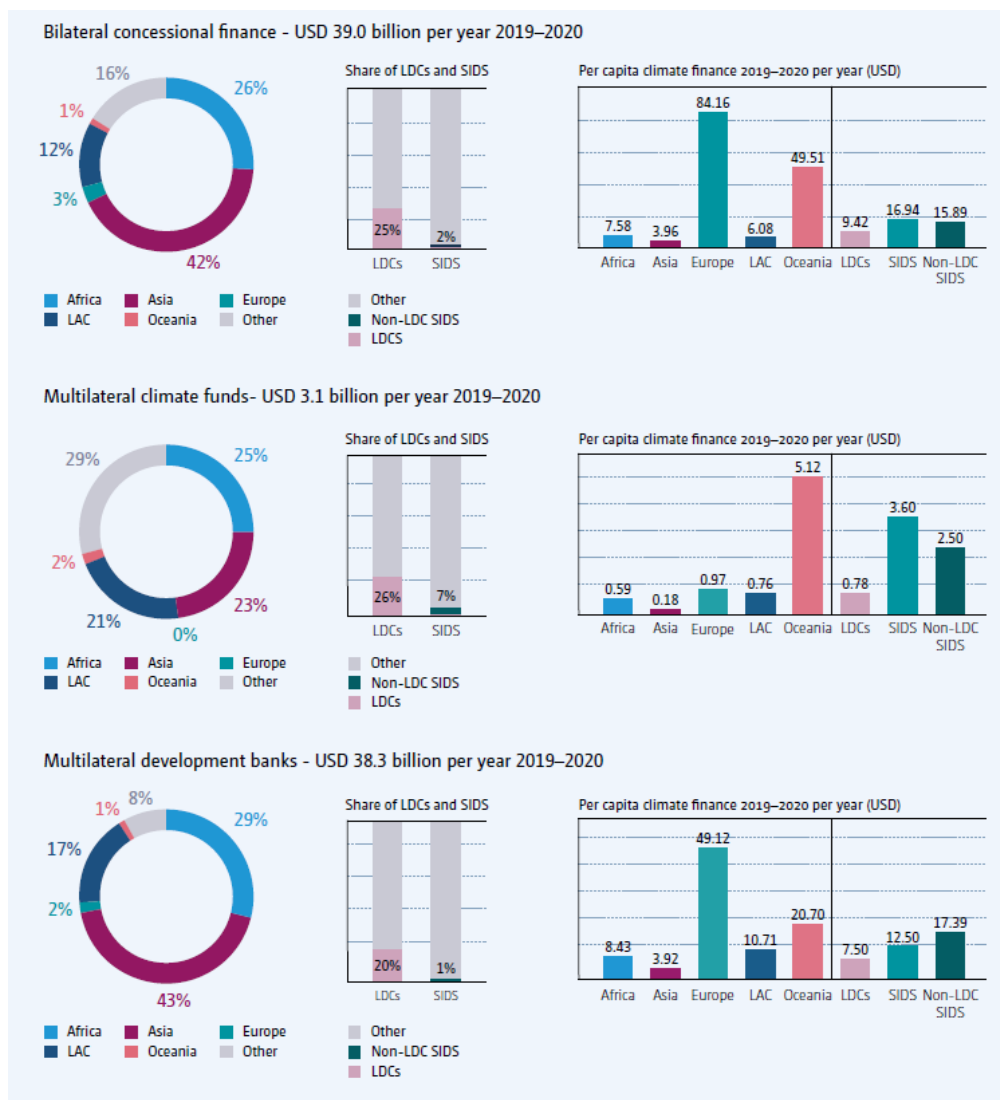 Bilateral concessional finance - USD 39.0 billion per year 2019–2020
16%
26%
1%
12%
3%
42%
Africa Asia Europe
LAC Oceania Other
Share of LDCs and SIDS
25%
2%
LDCs SIDS
Other
Non-LDC SIDS
LDCS
Per capita climate finance 2019–2020 per year (USD)
84.16
49.51
7.58 3.96 6.08 9.42 16.94 15.89
Africa Asia Europe LAC Oceania LDCs SIDS Non-LDC
SIDS
Multilateral climate funds- USD 3.1 billion per year 2019–2020
29%
25%
2%
21%
0%
23%
Africa Asia Europe
LAC Oceania Other
Share of LDCs and SIDS
26% 7%
LDCs SIDS
Other
Non-LDC SIDS
LDCs
Per capita climate finance 2019–2020 per year (USD)
5.12
3.60
2.50
0.59 0.18 0.97 0.76 0.78
Africa Asia Europe LAC Oceania LDCs SIDS Non-LDC
SIDS
Multilateral development banks - USD 38.3 billion per year 2019–2020
8%
1%
29%
17%
2%
43%
Africa Asia Europe
LAC Oceania Other
Share of LDCs and SIDS
20% 1%
LDCs SIDS
Other
Non-LDC SIDS
LDCs
Per capita climate finance 2019–2020 per year (USD)
49.12
20.70
17.39
8.43 3.92 10.71 7.50 12.50
Africa Asia Europe LAC Oceania LDCs SIDS Non-LDC
SIDS